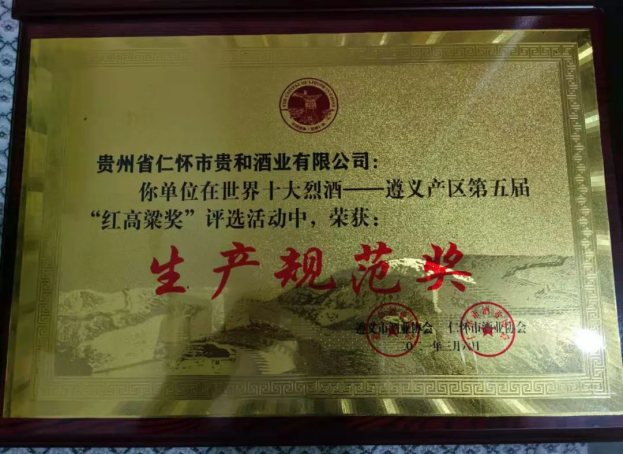 贵州省仁怀市贵和酒业有限公司：
你单位在世界十大烈酒——遵义产区第五届
“红高粱奖”评选活动中，荣获：
生产规范奖
遵义市酒业协会 仁怀市酒业协会